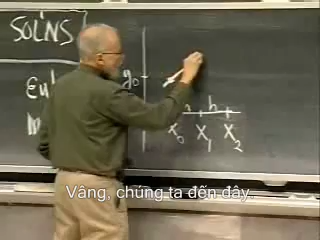 SOLNS
Eu
y₀
h h
x₀ x₁ x₂
Vâng, chúng ta đến đây